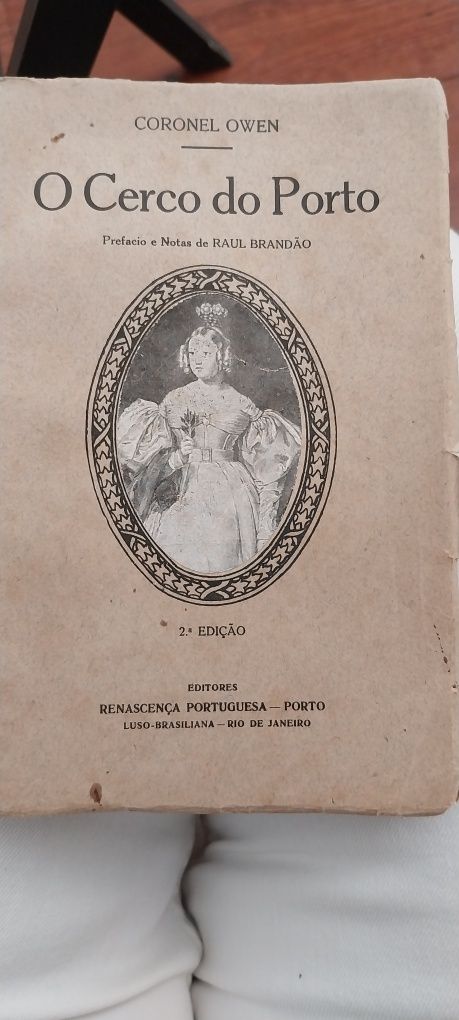 CORONEL OWEN
O Cerco do Porto
Prefacio e Notas de RAUL BRANDÃO
2.ª EDIÇÃO
EDITORES
RENASCENÇA PORTUGUESA — PORTO
LUSO-BRASILIANA — RIO DE JANEIRO